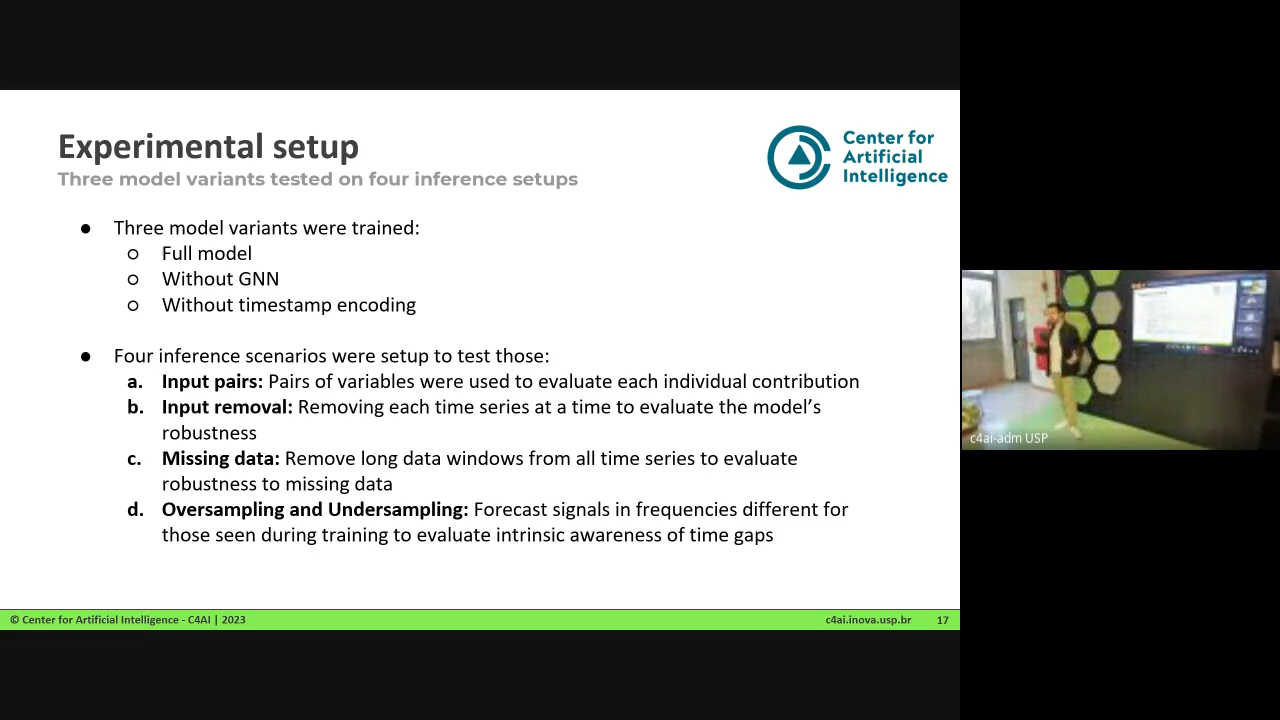 Experimental setup
Three model variants tested on four inference setups
Center for
Artificial
Intelligence
● Three model variants were trained:
○ Full model
○ Without GNN
○ Without timestamp encoding
● Four inference scenarios were setup to test those:
a. Input pairs: Pairs of variables were used to evaluate each individual contribution
b. Input removal: Removing each time series at a time to evaluate the model’s
robustness
c. Missing data: Remove long data windows from all time series to evaluate
robustness to missing data
d. Oversampling and Undersampling: Forecast signals in frequencies different for
those seen during training to evaluate intrinsic awareness of time gaps
© Center for Artificial Intelligence - C4AI | 2023
c4ai.inova.usp.br 17
c4ai-adm USP